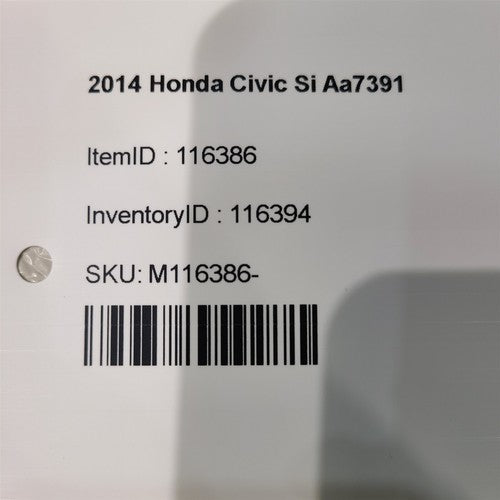 2014 Honda Civic Si Aa7391
ItemID : 116386
InventoryID : 116394
SKU: M116386-